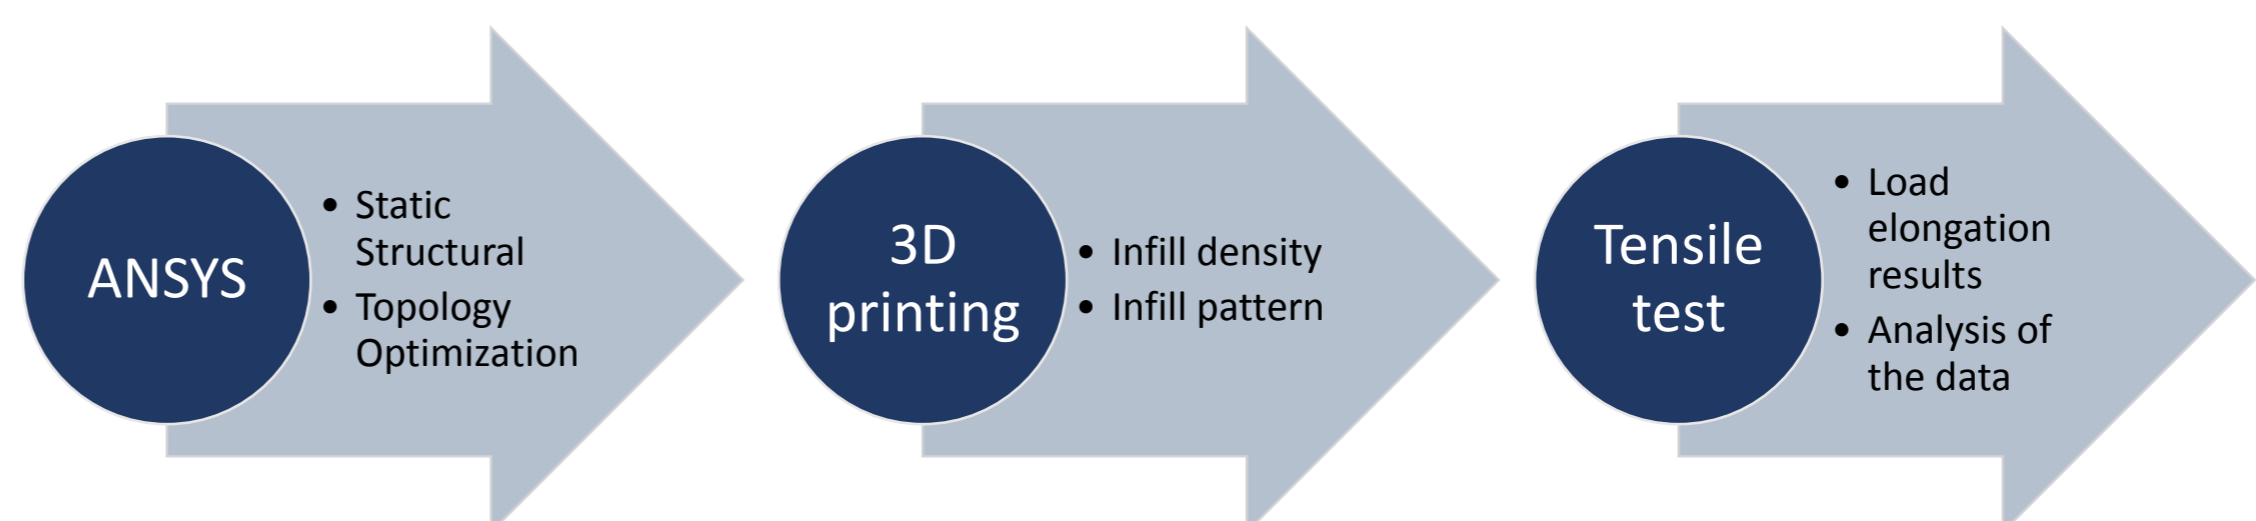 ANSYS
• Static
Structural
• Topology
Optimization
3D
printing
• Infill density
• Infill pattern
Tensile
test
• Load
elongation
results
• Analysis of
the data